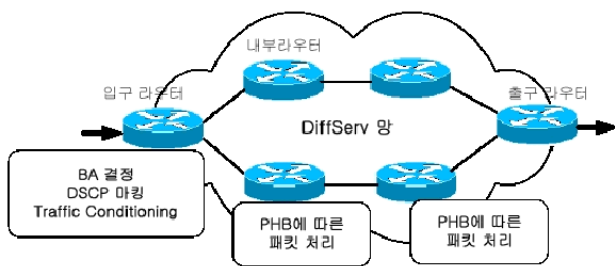 내부라우터
입구 라우터
출구 라우터
DiffServ 망
BA 결정
DSCP 마킹
Traffic Conditioning
PHB에 따른
패킷 처리
PHB에 따른
패킷 처리